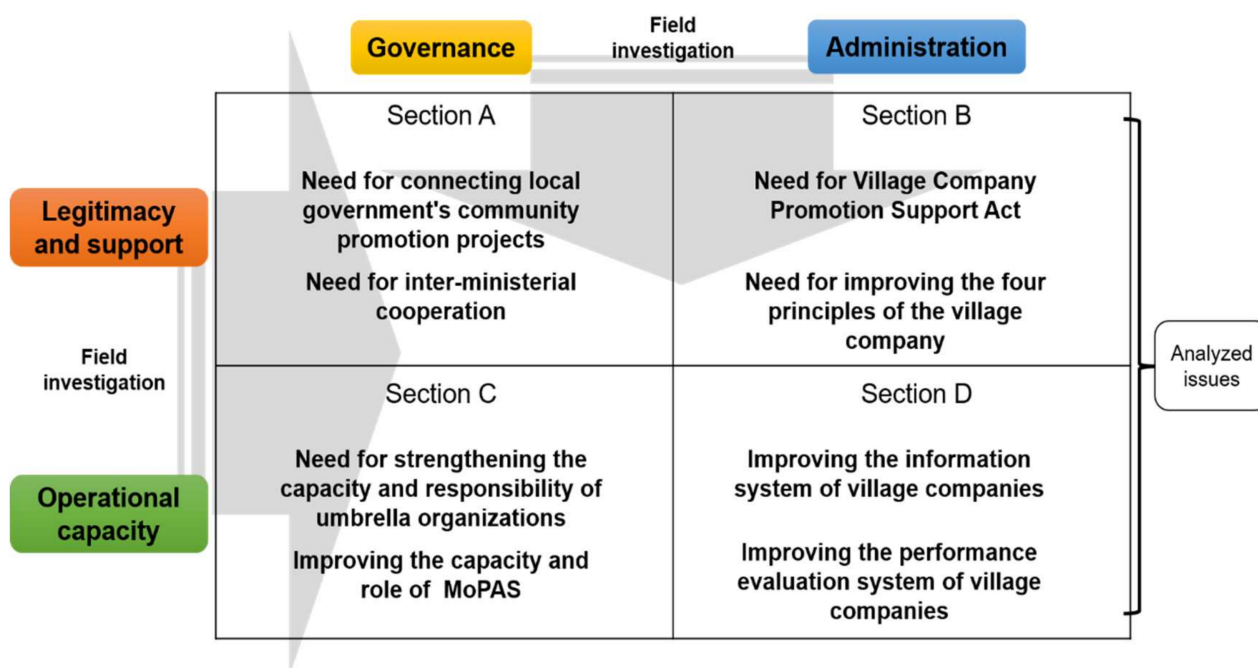 Governance
Field
investigation
Administration
Section A
Section B
Legitimacy
and support
Need for connecting local
government's community
promotion projects
Need for inter-ministerial
cooperation
Need for Village Company
Promotion Support Act
Need for improving the four
principles of the village
company
Field
investigation
Analyzed
issues
Section C
Section D
Operational
capacity
Need for strengthening the
capacity and responsibility of
umbrella organizations
Improving the capacity and
role of MoPAS
Improving the information
system of village companies
Improving the performance
evaluation system of village
companies